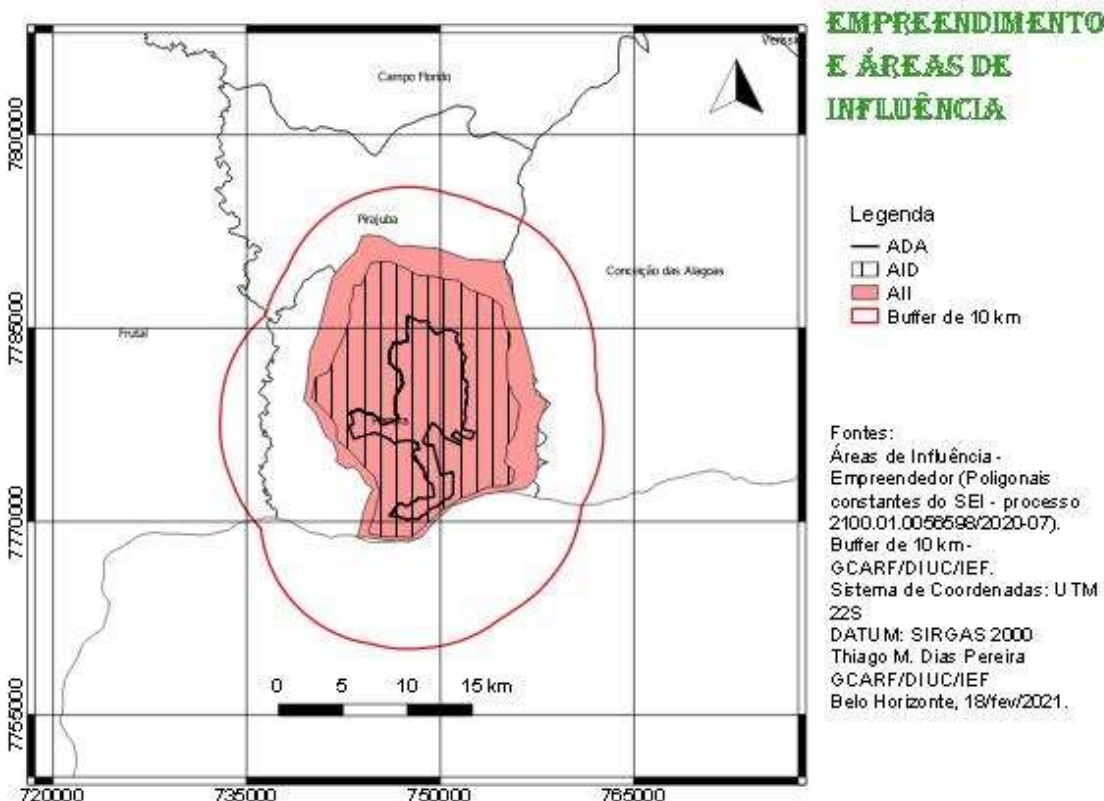 EMPREENDIMENTO
E ÁREAS DE
INFLUÊNCIA
Campo Florido
Pirajuba
Conceição das Alagoas
Frutal
7800000
7785000
7770000
7755000
720000
735000
750000
765000
0 5 10 15 km
Legenda
ADA
AID
AII
Buffer de 10 km
Fontes:
Áreas de Influência -
Empreendedor (Poligonais
constantes do SEI - processo
2100.01.0056598/2020-07).
Buffer de 10 km-
GCARF/DIUC/IEF.
Sistema de Coordenadas: UTM
22S
DATUM: SIRGAS 2000
Thiago M. Dias Pereira
GCARF/DIUC/IEF
Belo Horizonte, 18/fev/2021.